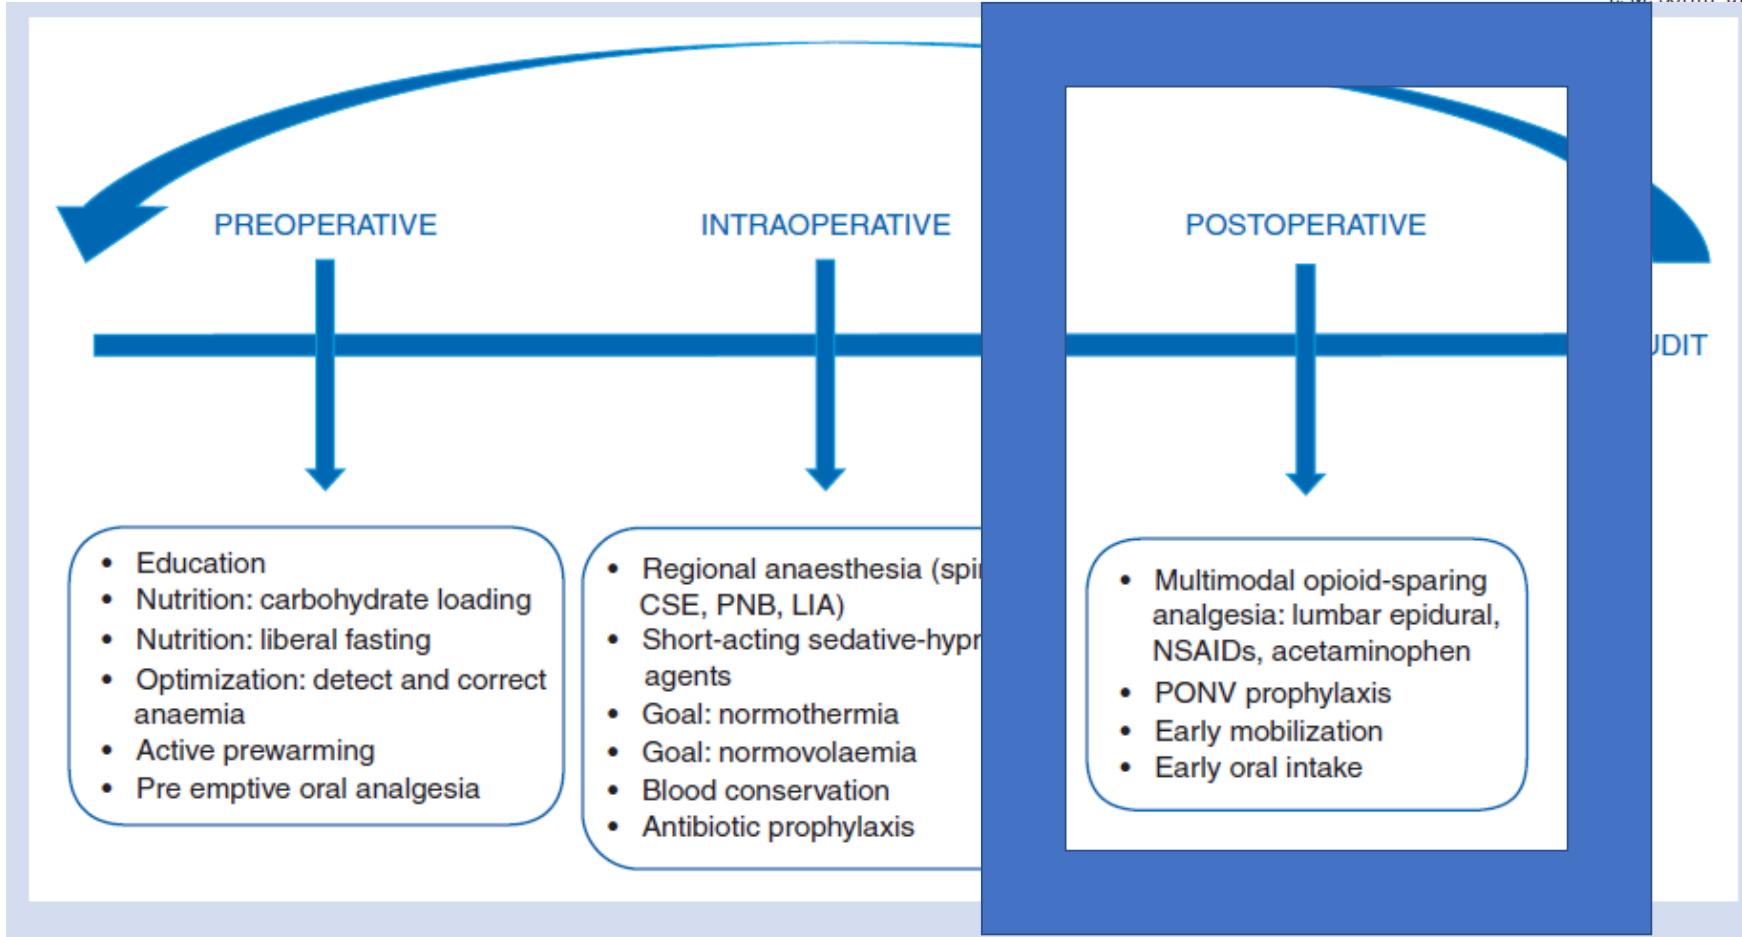 PREOPERATIVE
INTRAOPERATIVE
POSTOPERATIVE
UDIT
• Education
• Nutrition: carbohydrate loading
• Nutrition: liberal fasting
• Optimization: detect and correct
anaemia
• Active prewarming
• Pre emptive oral analgesia
• Regional anaesthesia (spi
CSE, PNB, LIA)
• Short-acting sedative-hypn
agents
• Goal: normothermia
• Goal: normovolaemia
• Blood conservation
• Antibiotic prophylaxis
• Multimodal opioid-sparing
analgesia: lumbar epidural,
NSAIDs, acetaminophen
• PONV prophylaxis
• Early mobilization
• Early oral intake